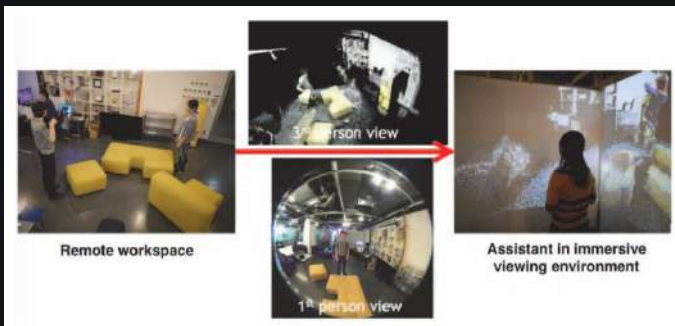 3rd person view
1st person view
Remote workspace
Assistant in immersive
viewing environment